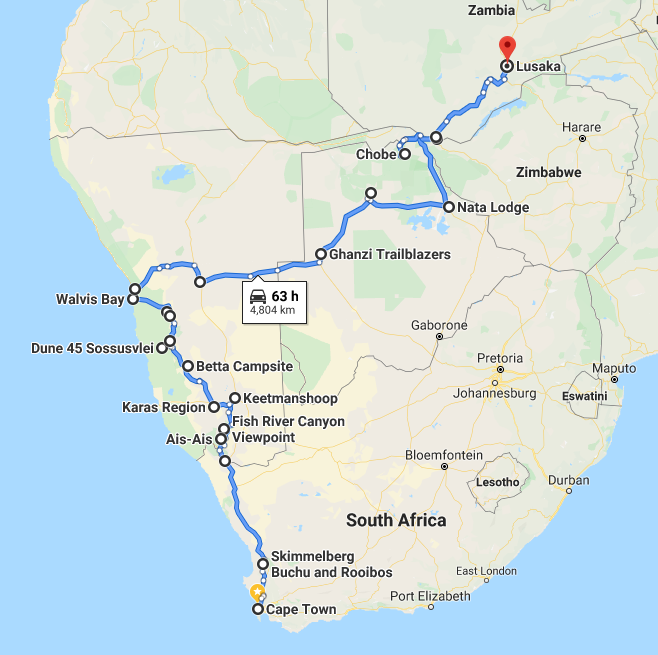 Zambia
Lusaka
Harare
Chobe
Zimbabwe
Nata Lodge
Ghanzi Trailblazers
63 h
4,804 km
Walvis Bay
Gaborone
Dune 45 Sossusvlei
Pretoria
Betta Campsite
Maputo
Johannesburg
Eswatini
Keetmanshoop
Karas Region
Fish River Canyon
Viewpoint
Ais-Ais
Bloemfontein
Lesotho
Durban
South Africa
Skimmelberg
Buchu and Rooibos
East London
Port Elizabeth
Cape Town